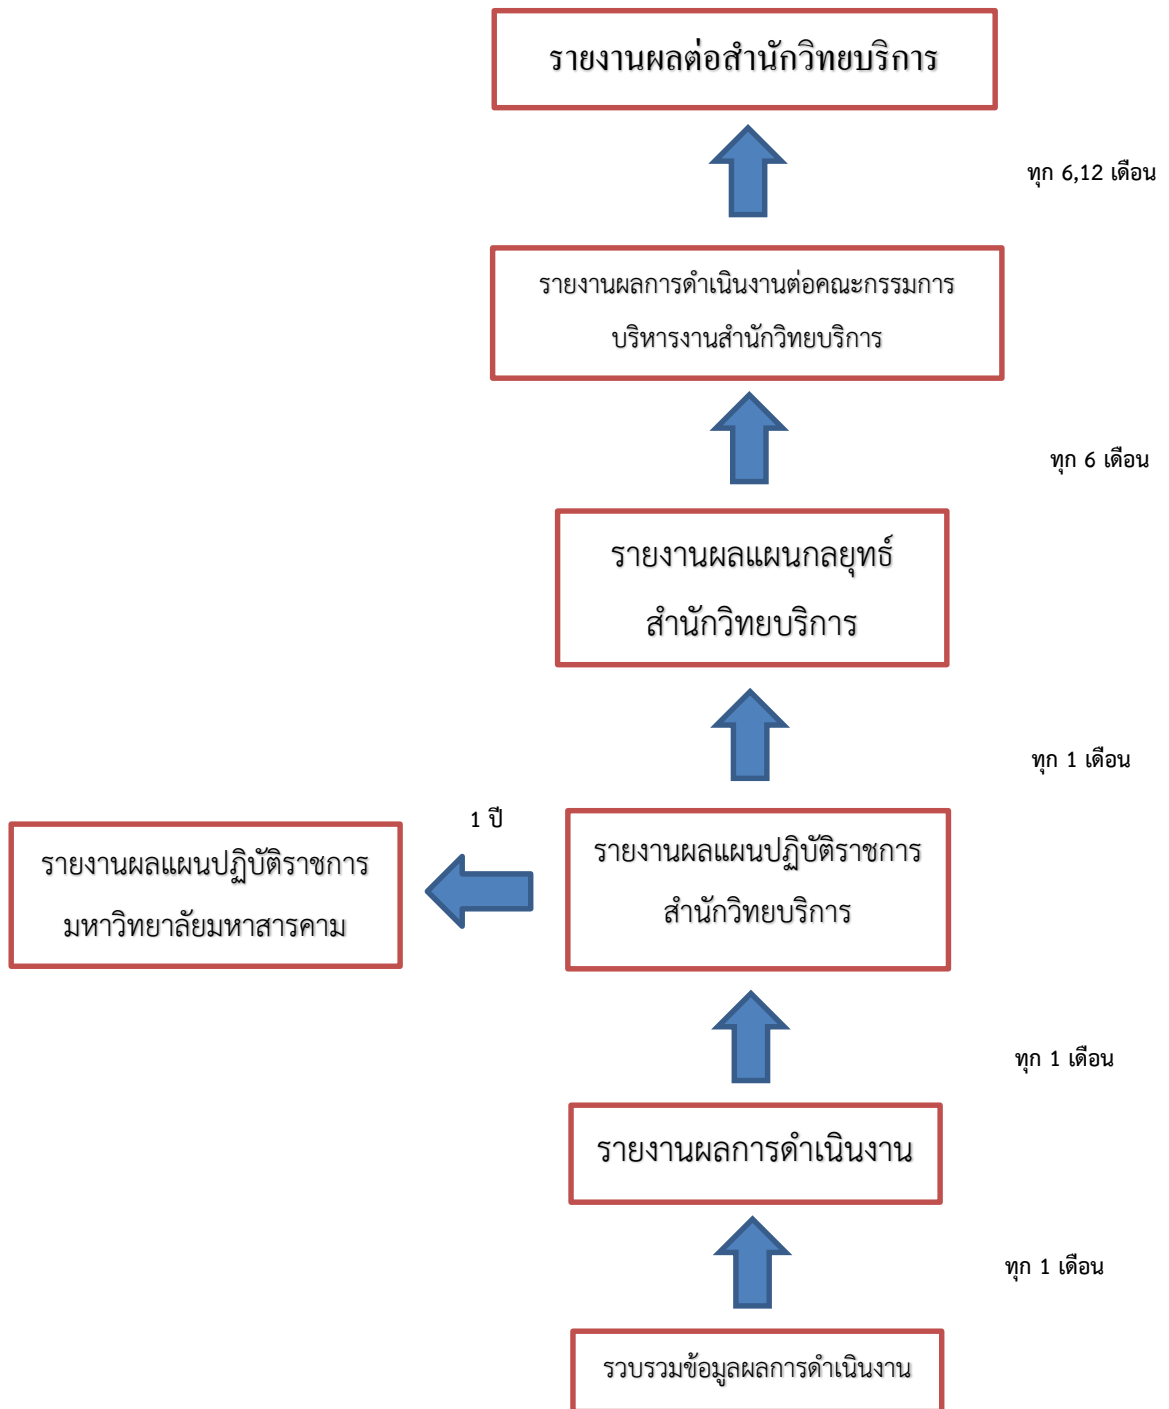 รายงานผลต่อสำนักวิทยบริการ
ทุก 6,12 เดือน
รายงานผลการดำเนินงานต่อคณะกรรมการ
บริหารงานสำนักวิทยบริการ
ทุก 6 เดือน
รายงานผลแผนกลยุทธ์
สำนักวิทยบริการ
ทุก 1 เดือน
1 ปี
รายงานผลแผนปฏิบัติราชการ
มหาวิทยาลัยมหาสารคาม
รายงานผลแผนปฏิบัติราชการ
สำนักวิทยบริการ
ทุก 1 เดือน
รายงานผลการดำเนินงาน
ทุก 1 เดือน
รวบรวมข้อมูลผลการดำเนินงาน